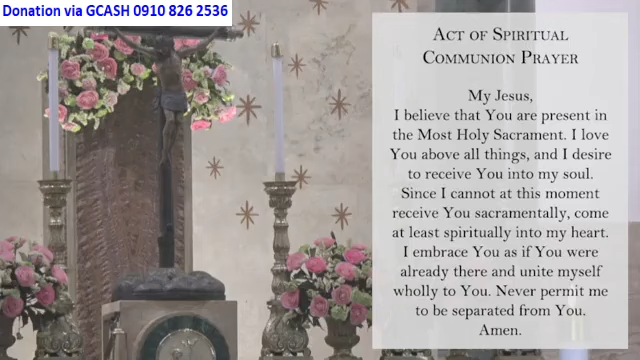 Donation via GCASH 0910 826 2536
ACT OF SPIRITUAL
COMMUNION PRAYER
My Jesus,
I believe that You are present in
the Most Holy Sacrament. I love
You above all things, and I desire
to receive You into my soul.
Since I cannot at this moment
receive You sacramentally, come
at least spiritually into my heart.
I embrace You as if You were
already there and unite myself
wholly to You. Never permit me
to be separated from You.
Amen.